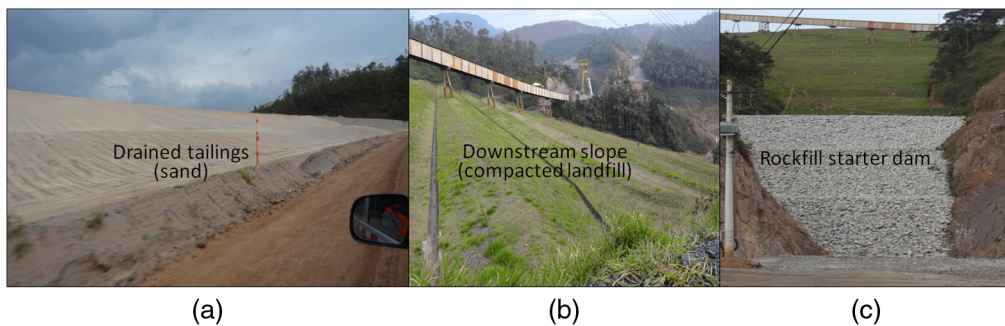 Drained tailings
(sand)
Downstream slope
(compacted landfill)
Rockfill starter dam
(a)
(b)
(c)